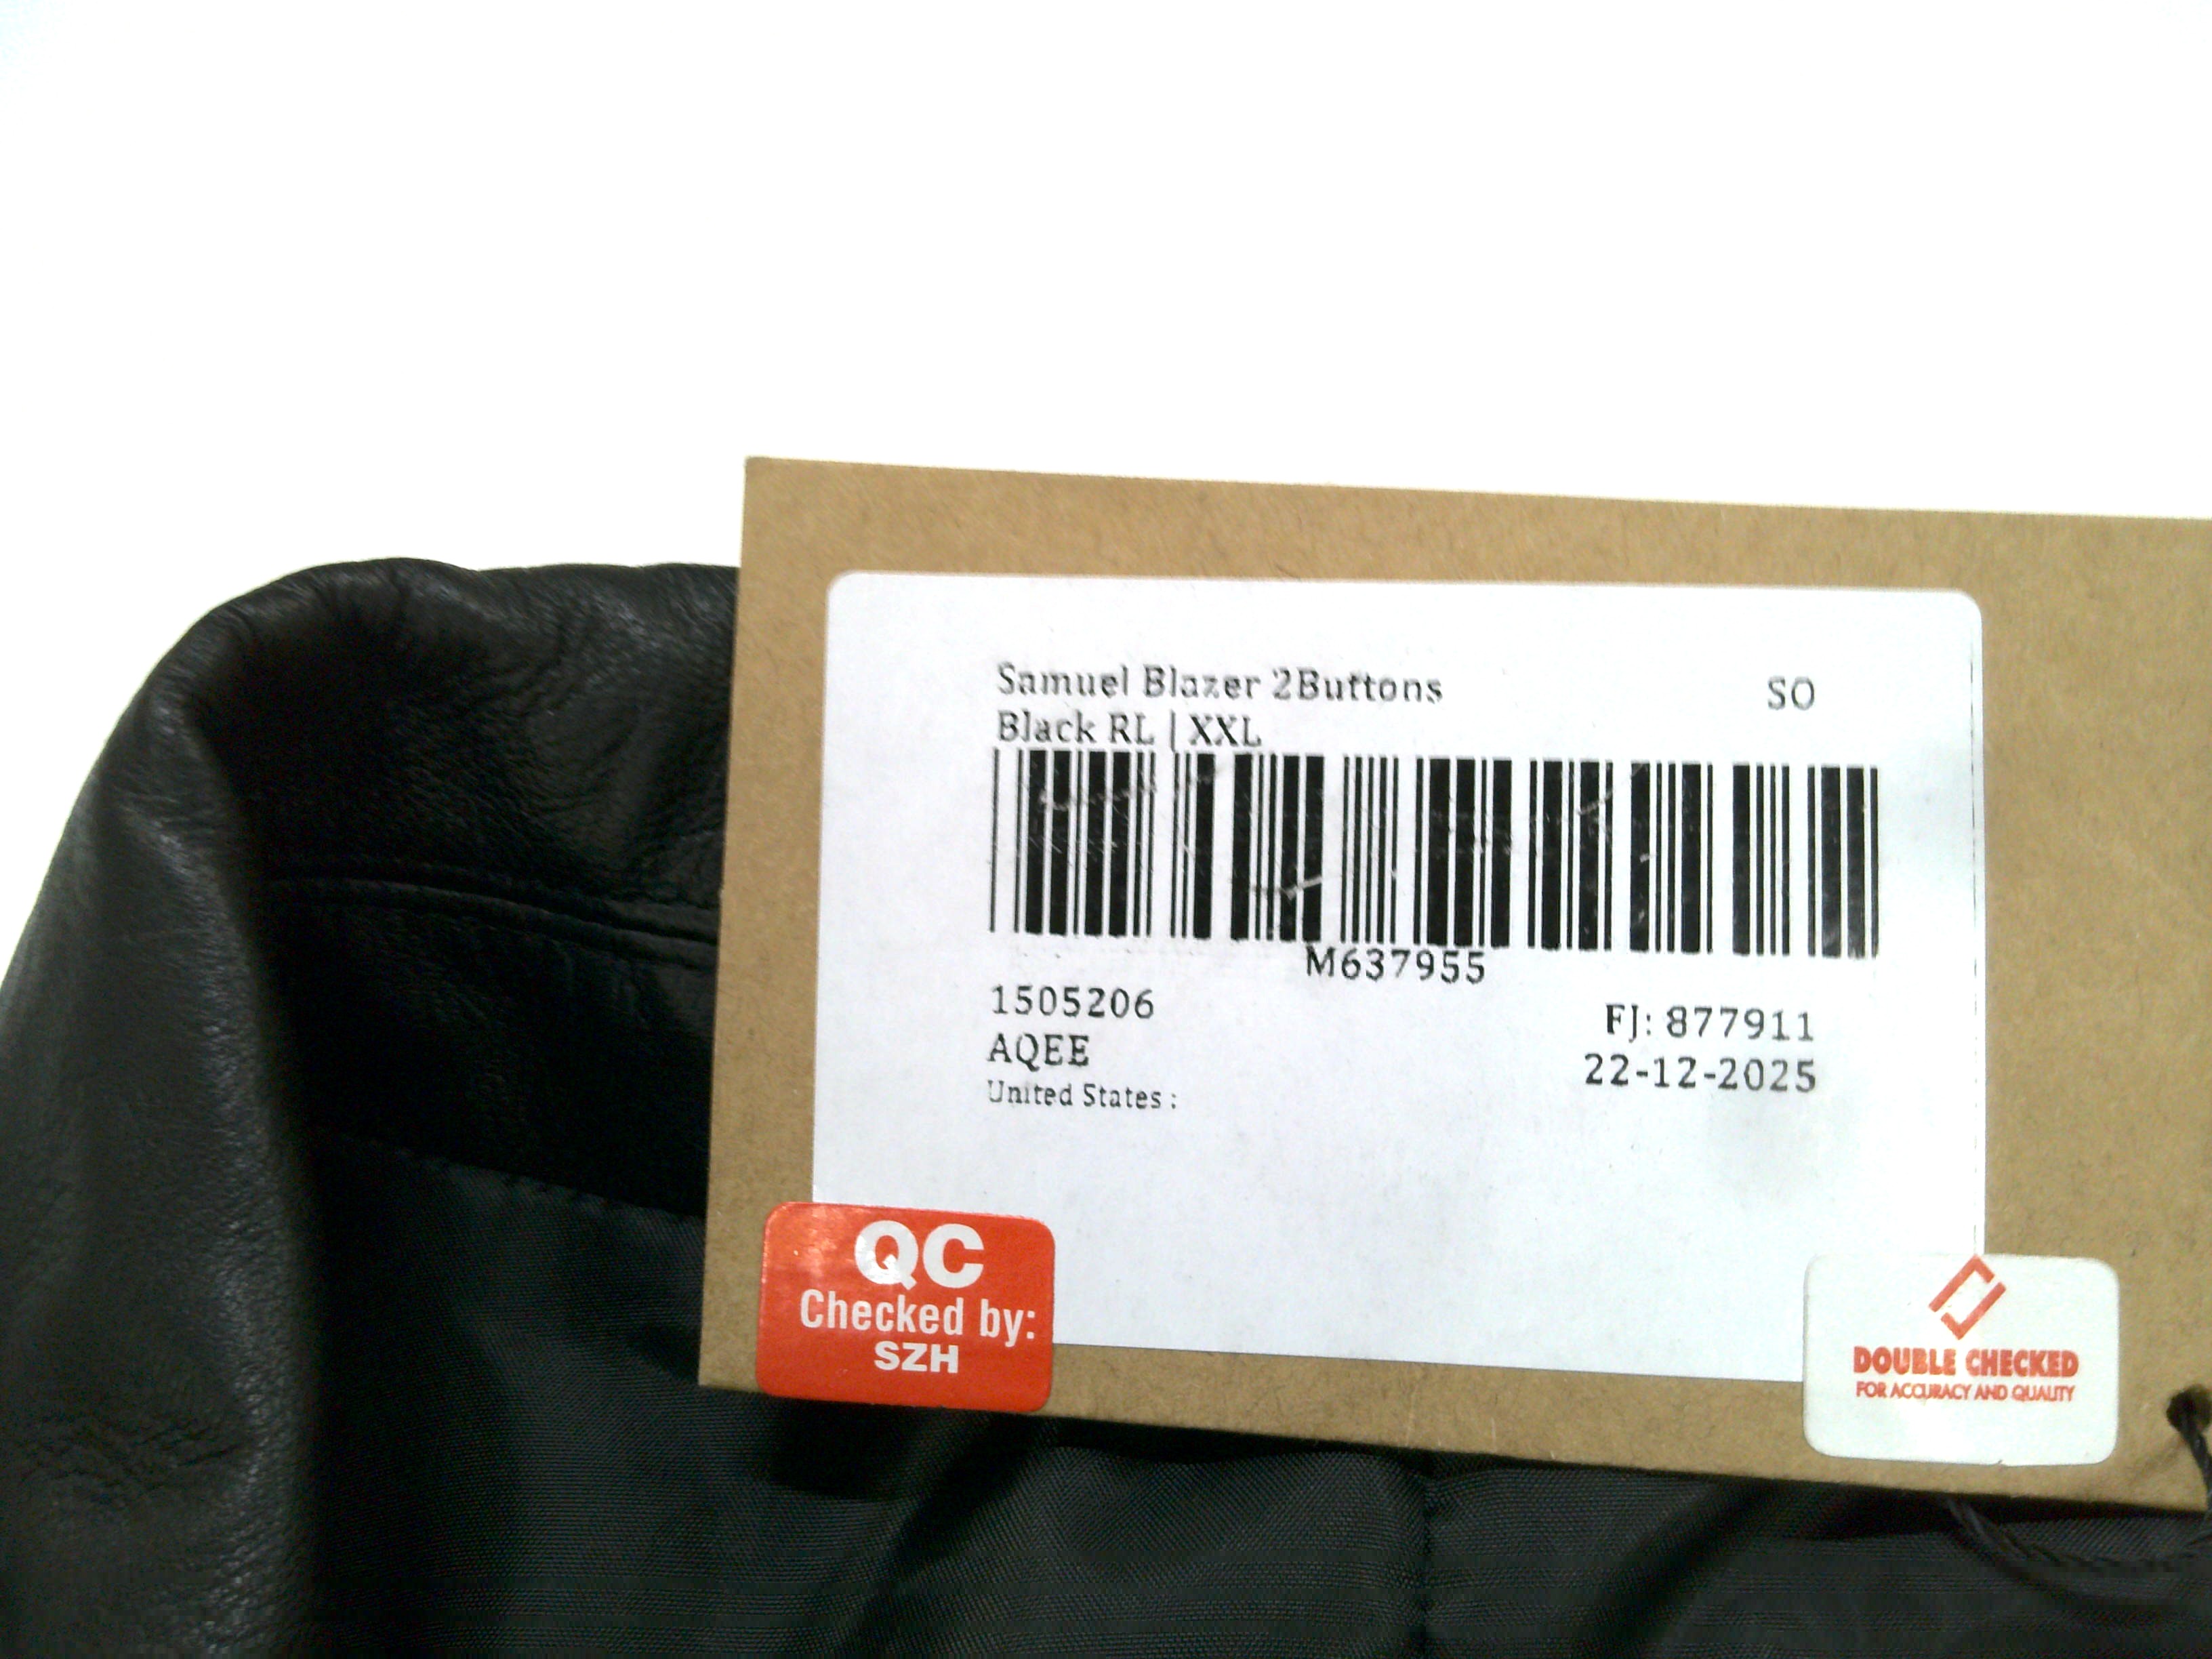 Samuel Blazer 2Buttons SO
Black RL | XXL
M637955
1505206 FJ: 877911
AQEE 22-12-2025
United States :
QC
Checked by:
SZH
DOUBLE CHECKED
FOR ACCURACY AND QUALITY